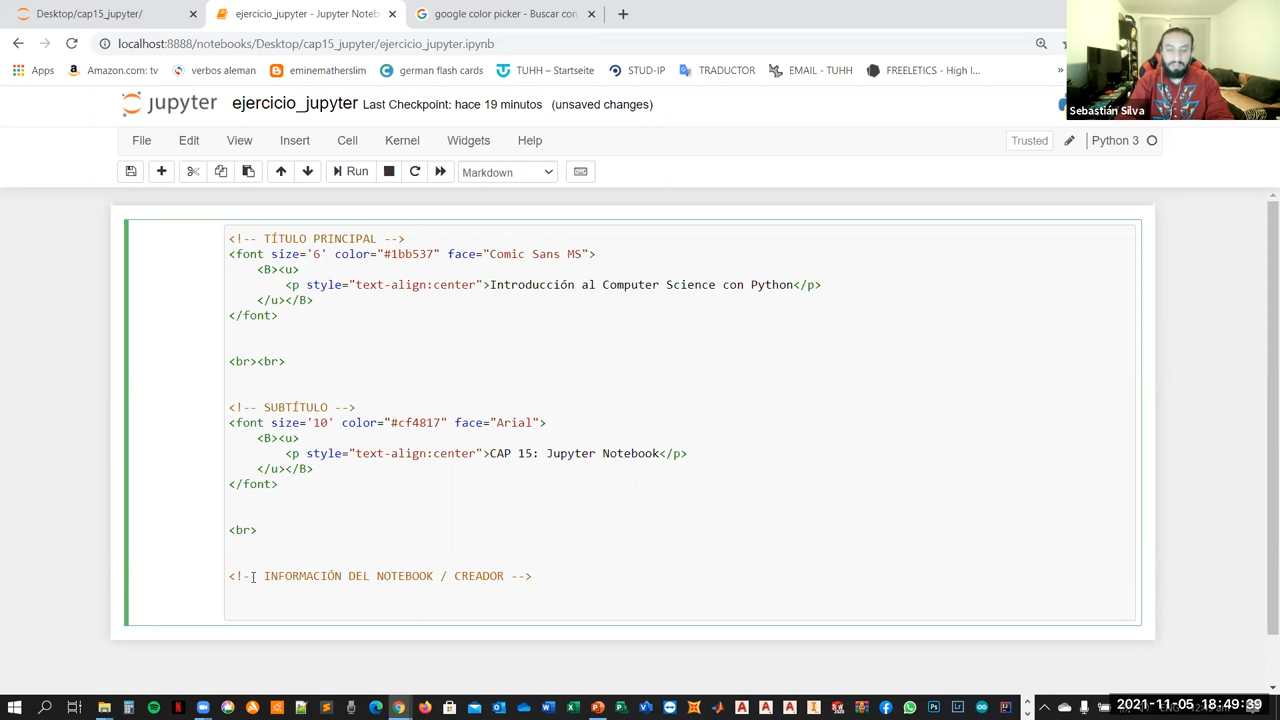 Desktop/cap15_jupyter/
ejercicio_jupyter - Jupyter Noteb
google color picker - Buscar con
localhost:8888/notebooks/Desktop/cap15_jupyter/ejercicio_jupyter.ipynb
Apps
Amazon.com: tv
verbos aleman
eminematherslim
german flash cards
TUHH – Startseite
STUD-IP
TRADUCTOR
EMAIL - TUHH
FREELETICS - High I...
»
Sebastián Silva
jupyter
ejercicio_jupyter
Last Checkpoint: hace 19 minutos
(unsaved changes)
File
Edit
View
Insert
Cell
Kernel
Widgets
Help
Trusted
Python 3
Run
Markdown
<!-- TÍTULO PRINCIPAL -->
<font size='6' color="#1bb537" face="Comic Sans MS">
<B><u>
<p style="text-align:center">Introducción al Computer Science con Python</p>
</u></B>
</font>
<br><br>
<!-- SUBTÍTULO -->
<font size='10' color="#cf4817" face="Arial">
<B><u>
<p style="text-align:center">CAP 15: Jupyter Notebook</p>
</u></B>
</font>
<br>
<!-- INFORMACIÓN DEL NOTEBOOK / CREADOR -->
2021-11-05 18:49:39